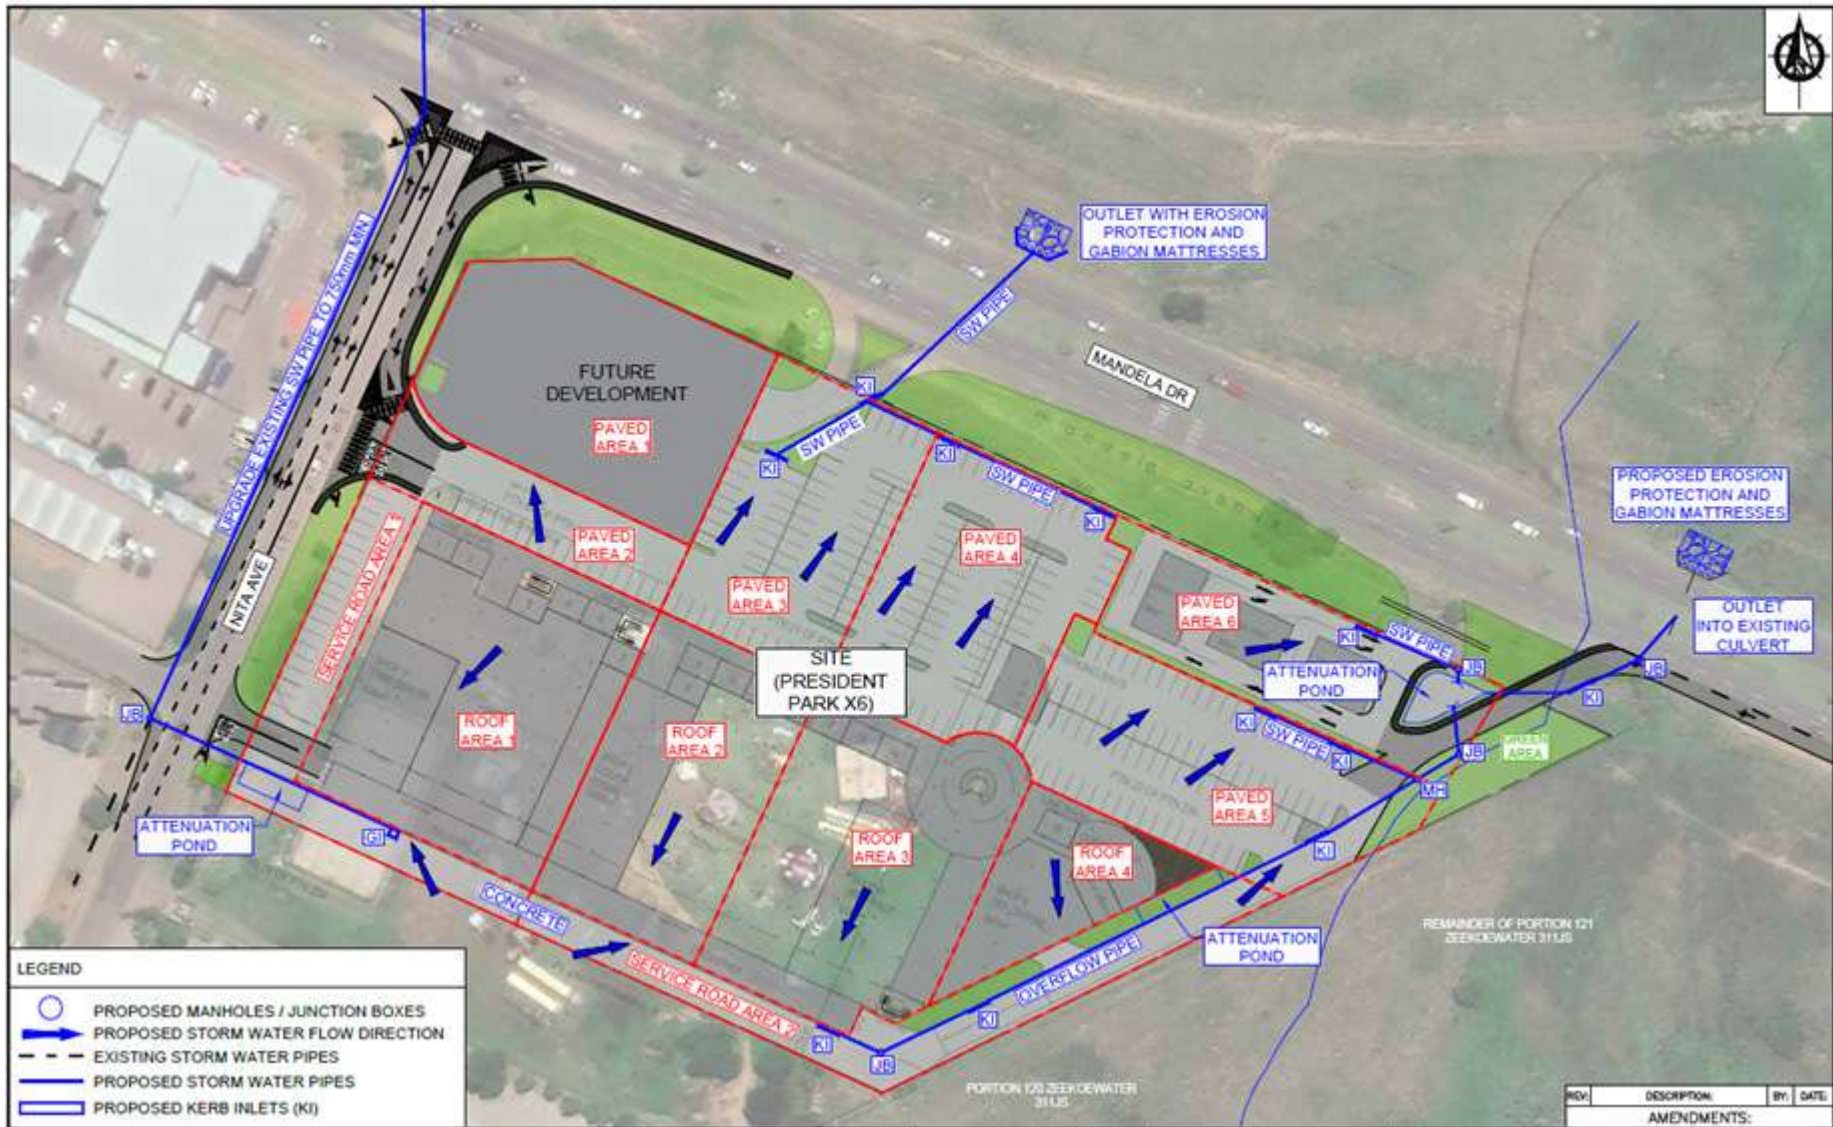 OUTLET WITH EROSION
PROTECTION AND
GABION MATTRESSES
UPGRADE EXISTING SW PIPE TO 750mm MIN
SW PIPE
MANDELA DR
FUTURE
DEVELOPMENT
PAVED
AREA 1
KI
SW PIPE
KI
KI
SW PIPE
KI
PROPOSED EROSION
PROTECTION AND
GABION MATTRESSES
NITA AVE
SERVICE ROAD AREA 1
PAVED
AREA 2
PAVED
AREA 3
PAVED
AREA 4
PAVED
AREA 6
KI
SW PIPE
OUTLET
INTO EXISTING
CULVERT
SITE
(PRESIDENT
PARK X6)
ATTENUATION
POND
JB
JB
KI
JB
ROOF
AREA 1
ROOF
AREA 2
KI
SW PIPE
KI
JB
GREEN
AREA
MH
PAVED
AREA 5
ATTENUATION
POND
GI
ROOF
AREA 3
ROOF
AREA 4
KI
CONCRETE
SERVICE ROAD AREA 2
OVERFLOW PIPE
ATTENUATION
POND
REMAINDER OF PORTION 121
ZEEKOEWATER 311JS
KI
KI
JB
PORTION 120 ZEEKOEWATER
311JS
LEGEND
PROPOSED MANHOLES / JUNCTION BOXES
PROPOSED STORM WATER FLOW DIRECTION
EXISTING STORM WATER PIPES
PROPOSED STORM WATER PIPES
PROPOSED KERB INLETS (KI)
REV: DESCRIPTION: BY: DATE:
AMENDMENTS: